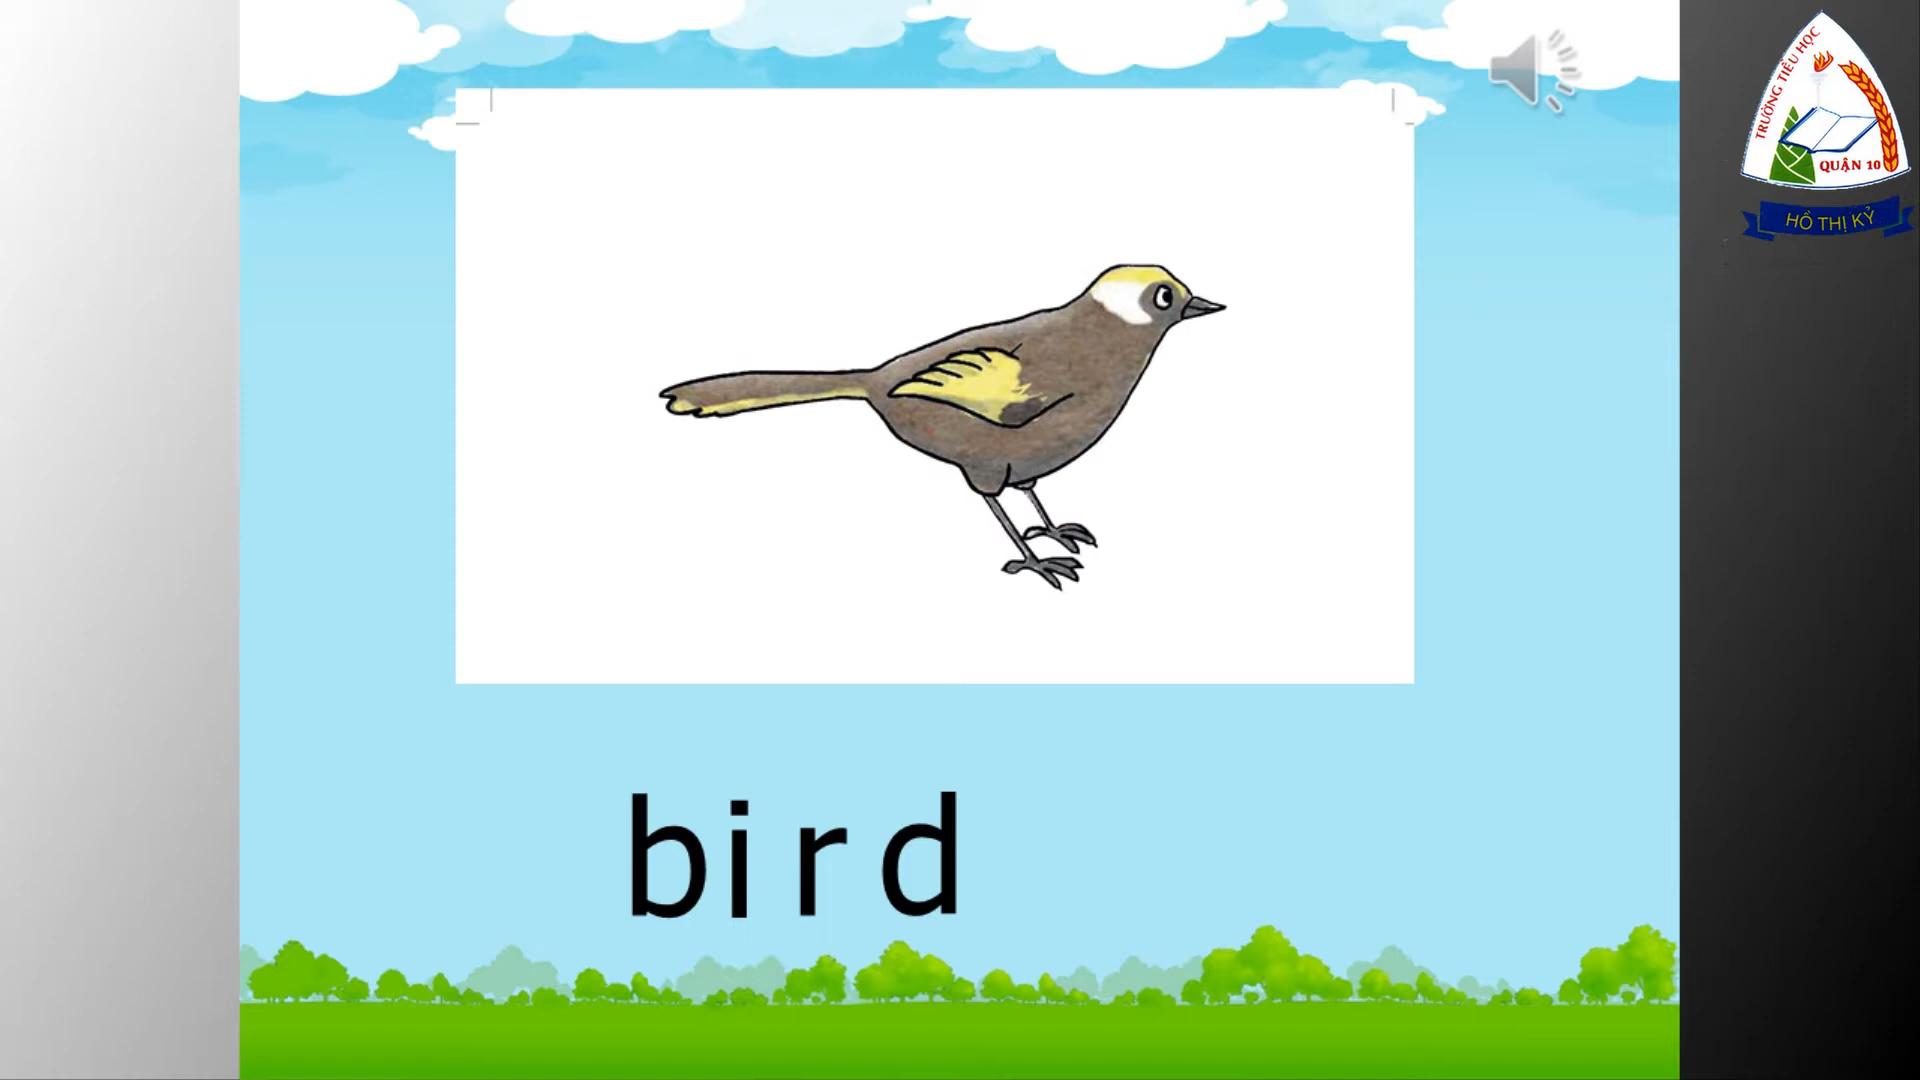 TRƯỜNG TIỂU HỌC
QUẬN 10
HỒ THỊ KỶ
bird